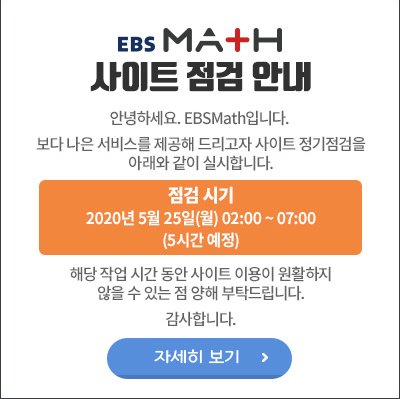 EBS MATH
사이트 점검 안내
안녕하세요. EBSMath입니다.
보다 나은 서비스를 제공해 드리고자 사이트 정기점검을
아래와 같이 실시합니다.
점검 시기
2020년 5월 25일(월) 02:00 ~ 07:00
(5시간 예정)
해당 작업 시간 동안 사이트 이용이 원활하지
않을 수 있는 점 양해 부탁드립니다.
감사합니다.
자세히 보기 >